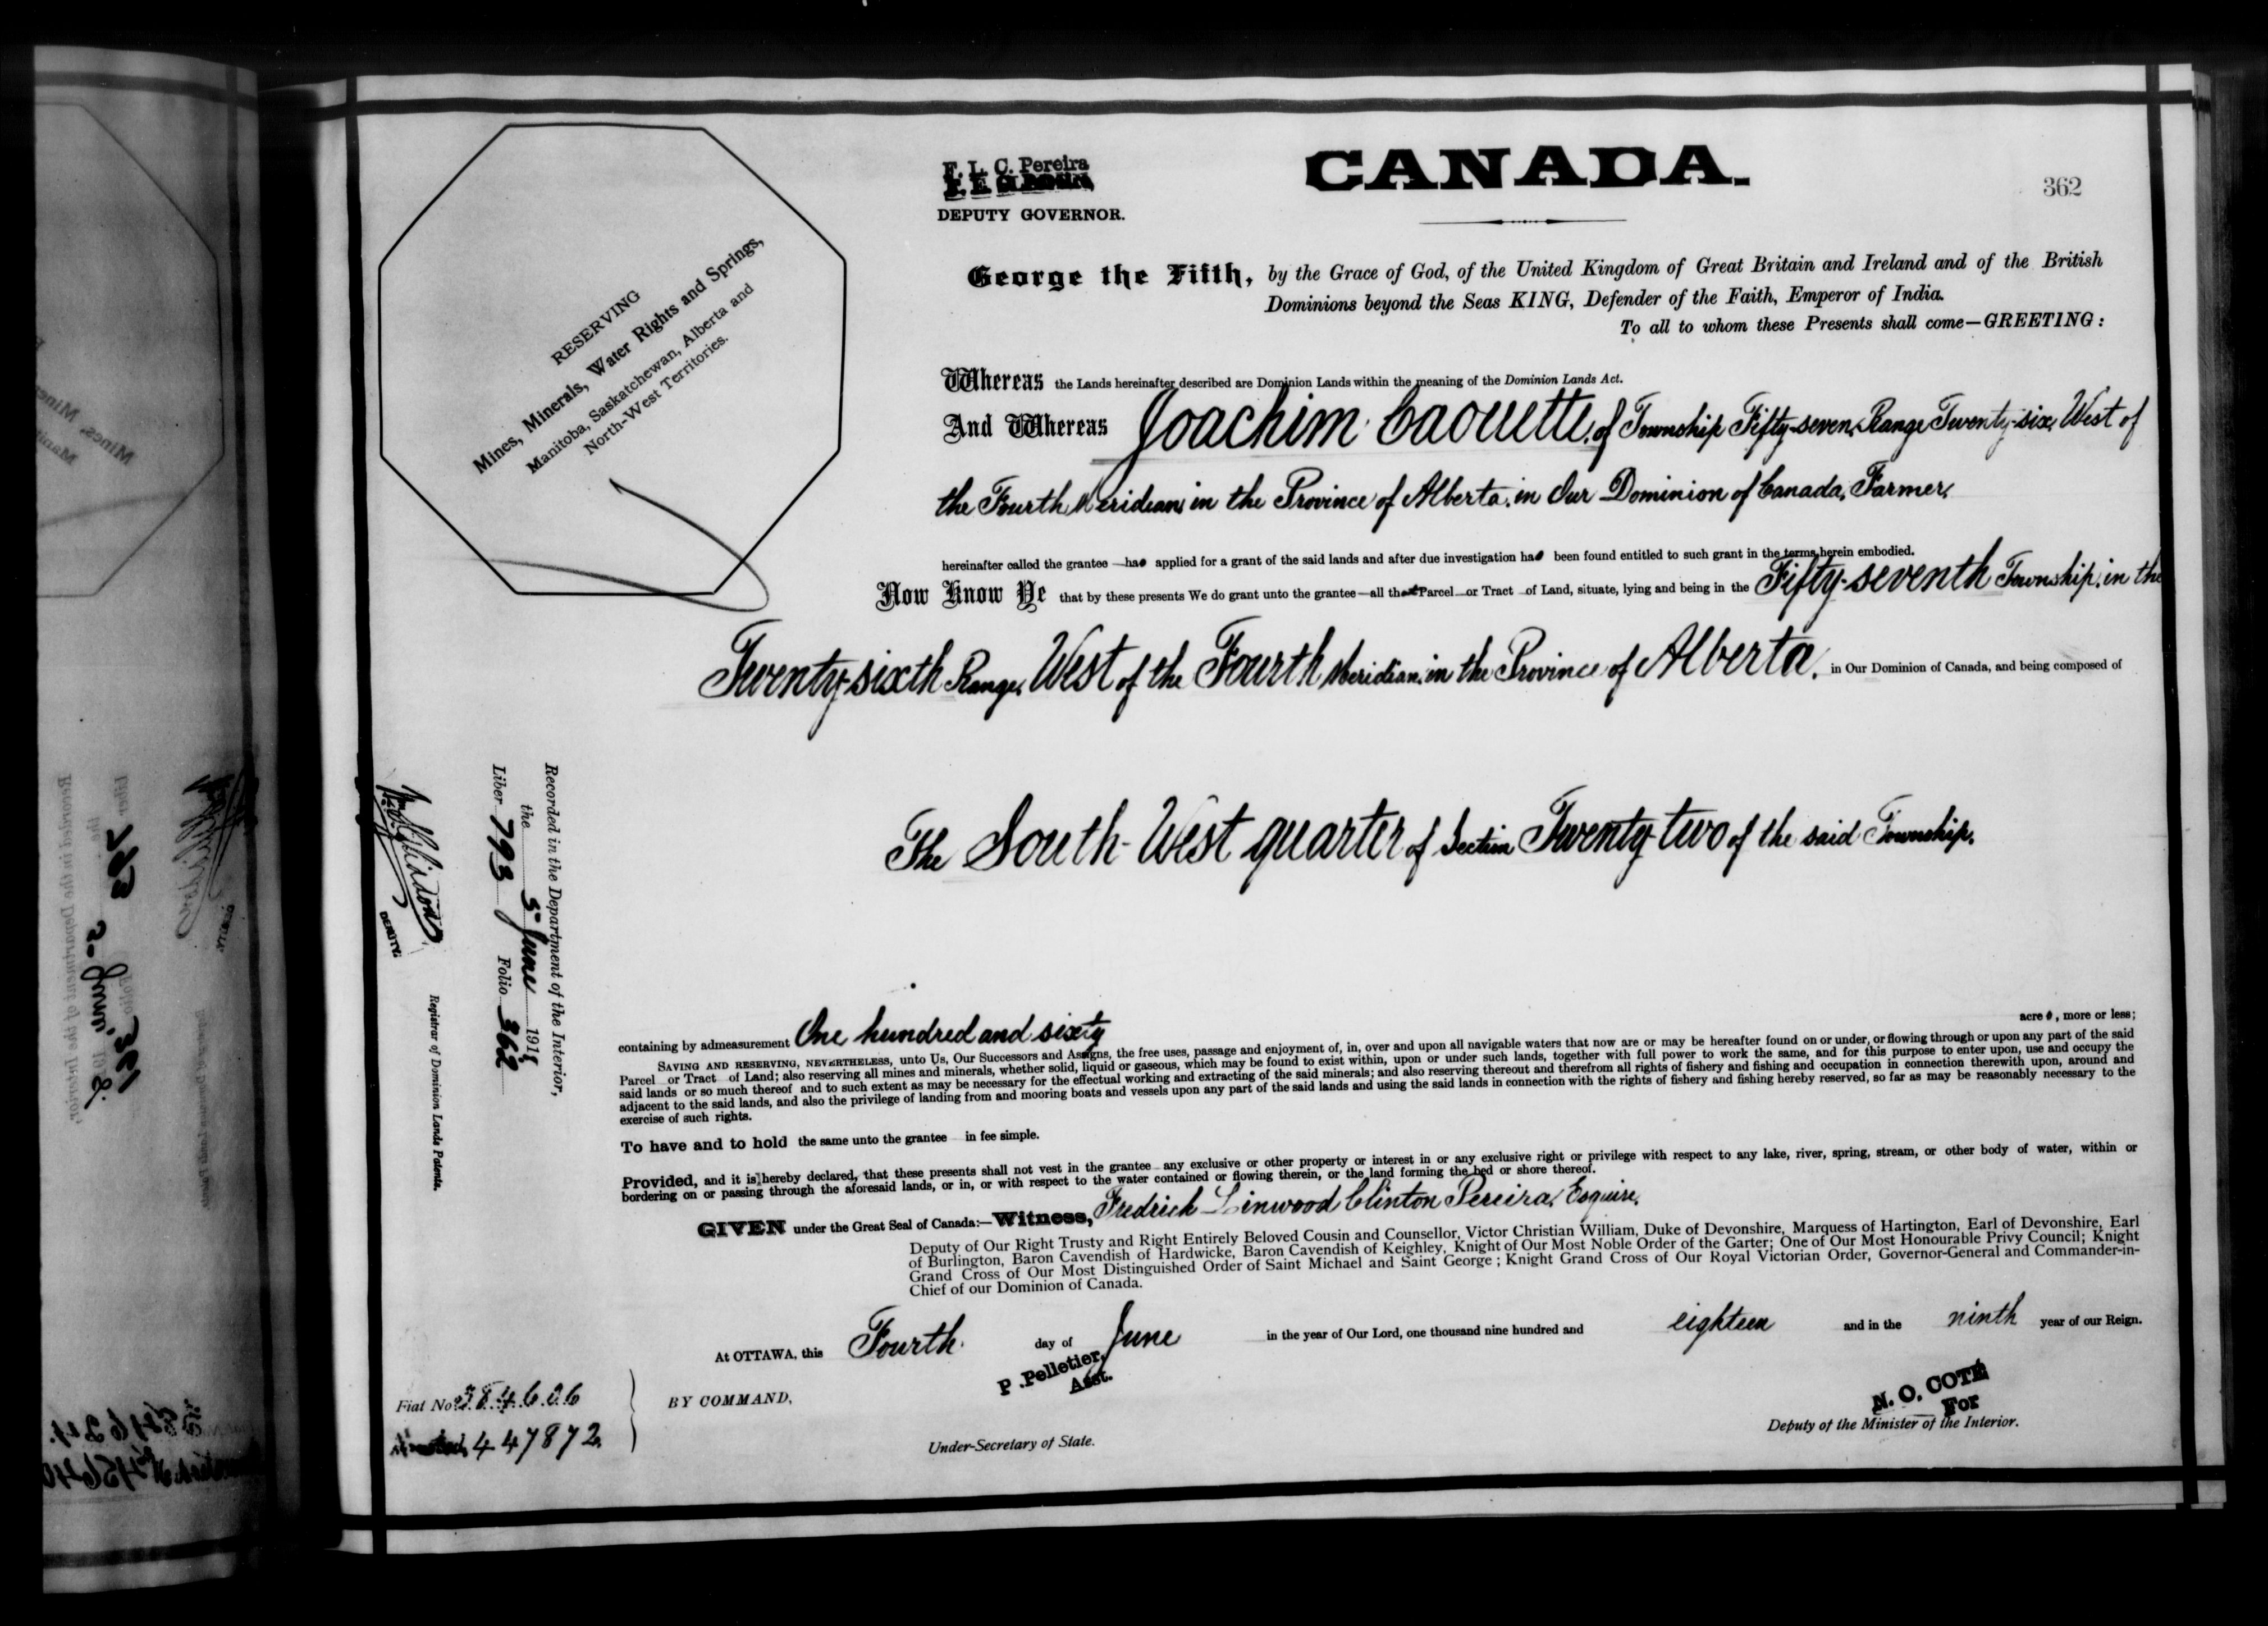 F. L. C. Pereira
DEPUTY GOVERNOR.
CANADA.
362
RESERVING
Mines, Minerals, Water Rights and Springs,
Manitoba, Saskatchewan, Alberta and
North-West Territories.
George the Fifth, by the Grace of God, of the United Kingdom of Great Britain and Ireland and of the British
Dominions beyond the Seas KING, Defender of the Faith, Emperor of India.
To all to whom these Presents shall come—GREETING:
Whereas the Lands hereinafter described are Dominion Lands within the meaning of the Dominion Lands Act.
And Whereas Joachim Caouette, of Township Fifty-seven, Range Twenty-six, West of
the Fourth Meridian, in the Province of Alberta, in Our Dominion of Canada, Farmer,
hereinafter called the grantee—has applied for a grant of the said lands and after due investigation has been found entitled to such grant in the terms herein embodied.
Now Know Ye that by these presents We do grant unto the grantee—all that Parcel or Tract of Land, situate, lying and being in the Fifty-seventh Township, in the
Twenty-sixth Range, West of the Fourth Meridian, in the Province of Alberta, in Our Dominion of Canada, and being composed of
The South-West quarter of Section Twenty-two of the said Township.
Recorded in the Department of the Interior,
the 5 June 1918
Liber 793 Folio 362
DEPUTY.
Registrar of Dominion Lands Patents.
acres, more or less;
containing by admeasurement One hundred and sixty
SAVING AND RESERVING, NEVERTHELESS, unto Us, Our Successors and Assigns, the free uses, passage and enjoyment of, in, over and upon all navigable waters that now are or may be hereafter found on or under, or flowing through or upon any part of the said
Parcel or Tract of Land; also reserving all mines and minerals, whether solid, liquid or gaseous, which may be found to exist within, upon or under such lands, together with full power to work the same, and for this purpose to enter upon, use and occupy the
said lands or so much thereof and to such extent as may be necessary for the effectual working and extracting of the said minerals; and also reserving thereout and therefrom all rights of fishery and fishing and occupation in connection therewith upon, around and
adjacent to the said lands, and also the privilege of landing from and mooring boats and vessels upon any part of the said lands and using the said lands in connection with the rights of fishery and fishing hereby reserved, so far as may be reasonably necessary to the
exercise of such rights.
To have and to hold the same unto the grantee in fee simple.
Provided, and it is hereby declared, that these presents shall not vest in the grantee any exclusive or other property or interest in or any exclusive right or privilege with respect to any lake, river, spring, stream, or other body of water, within or
bordering on or passing through the aforesaid lands, or in, or with respect to the water contained or flowing therein, or the land forming the bed or shore thereof.
GIVEN under the Great Seal of Canada:—Witness, Fredrick Linwood Clinton Pereira, Esquire,
Deputy of Our Right Trusty and Right Entirely Beloved Cousin and Counsellor, Victor Christian William, Duke of Devonshire, Marquess of Hartington, Earl of Devonshire, Earl
of Burlington, Baron Cavendish of Hardwicke, Baron Cavendish of Keighley, Knight of Our Most Noble Order of the Garter; One of Our Most Honourable Privy Council; Knight
Grand Cross of Our Most Distinguished Order of Saint Michael and Saint George; Knight Grand Cross of Our Royal Victorian Order, Governor-General and Commander-in-
Chief of our Dominion of Canada.
At OTTAWA, this Fourth day of June in the year of Our Lord, one thousand nine hundred and eighteen and in the ninth year of our Reign.
P. Pelletier,
Asst.
Fiat No. 384606
447872
BY COMMAND,
Under-Secretary of State.
N. O. COTÉ
For
Deputy of the Minister of the Interior.